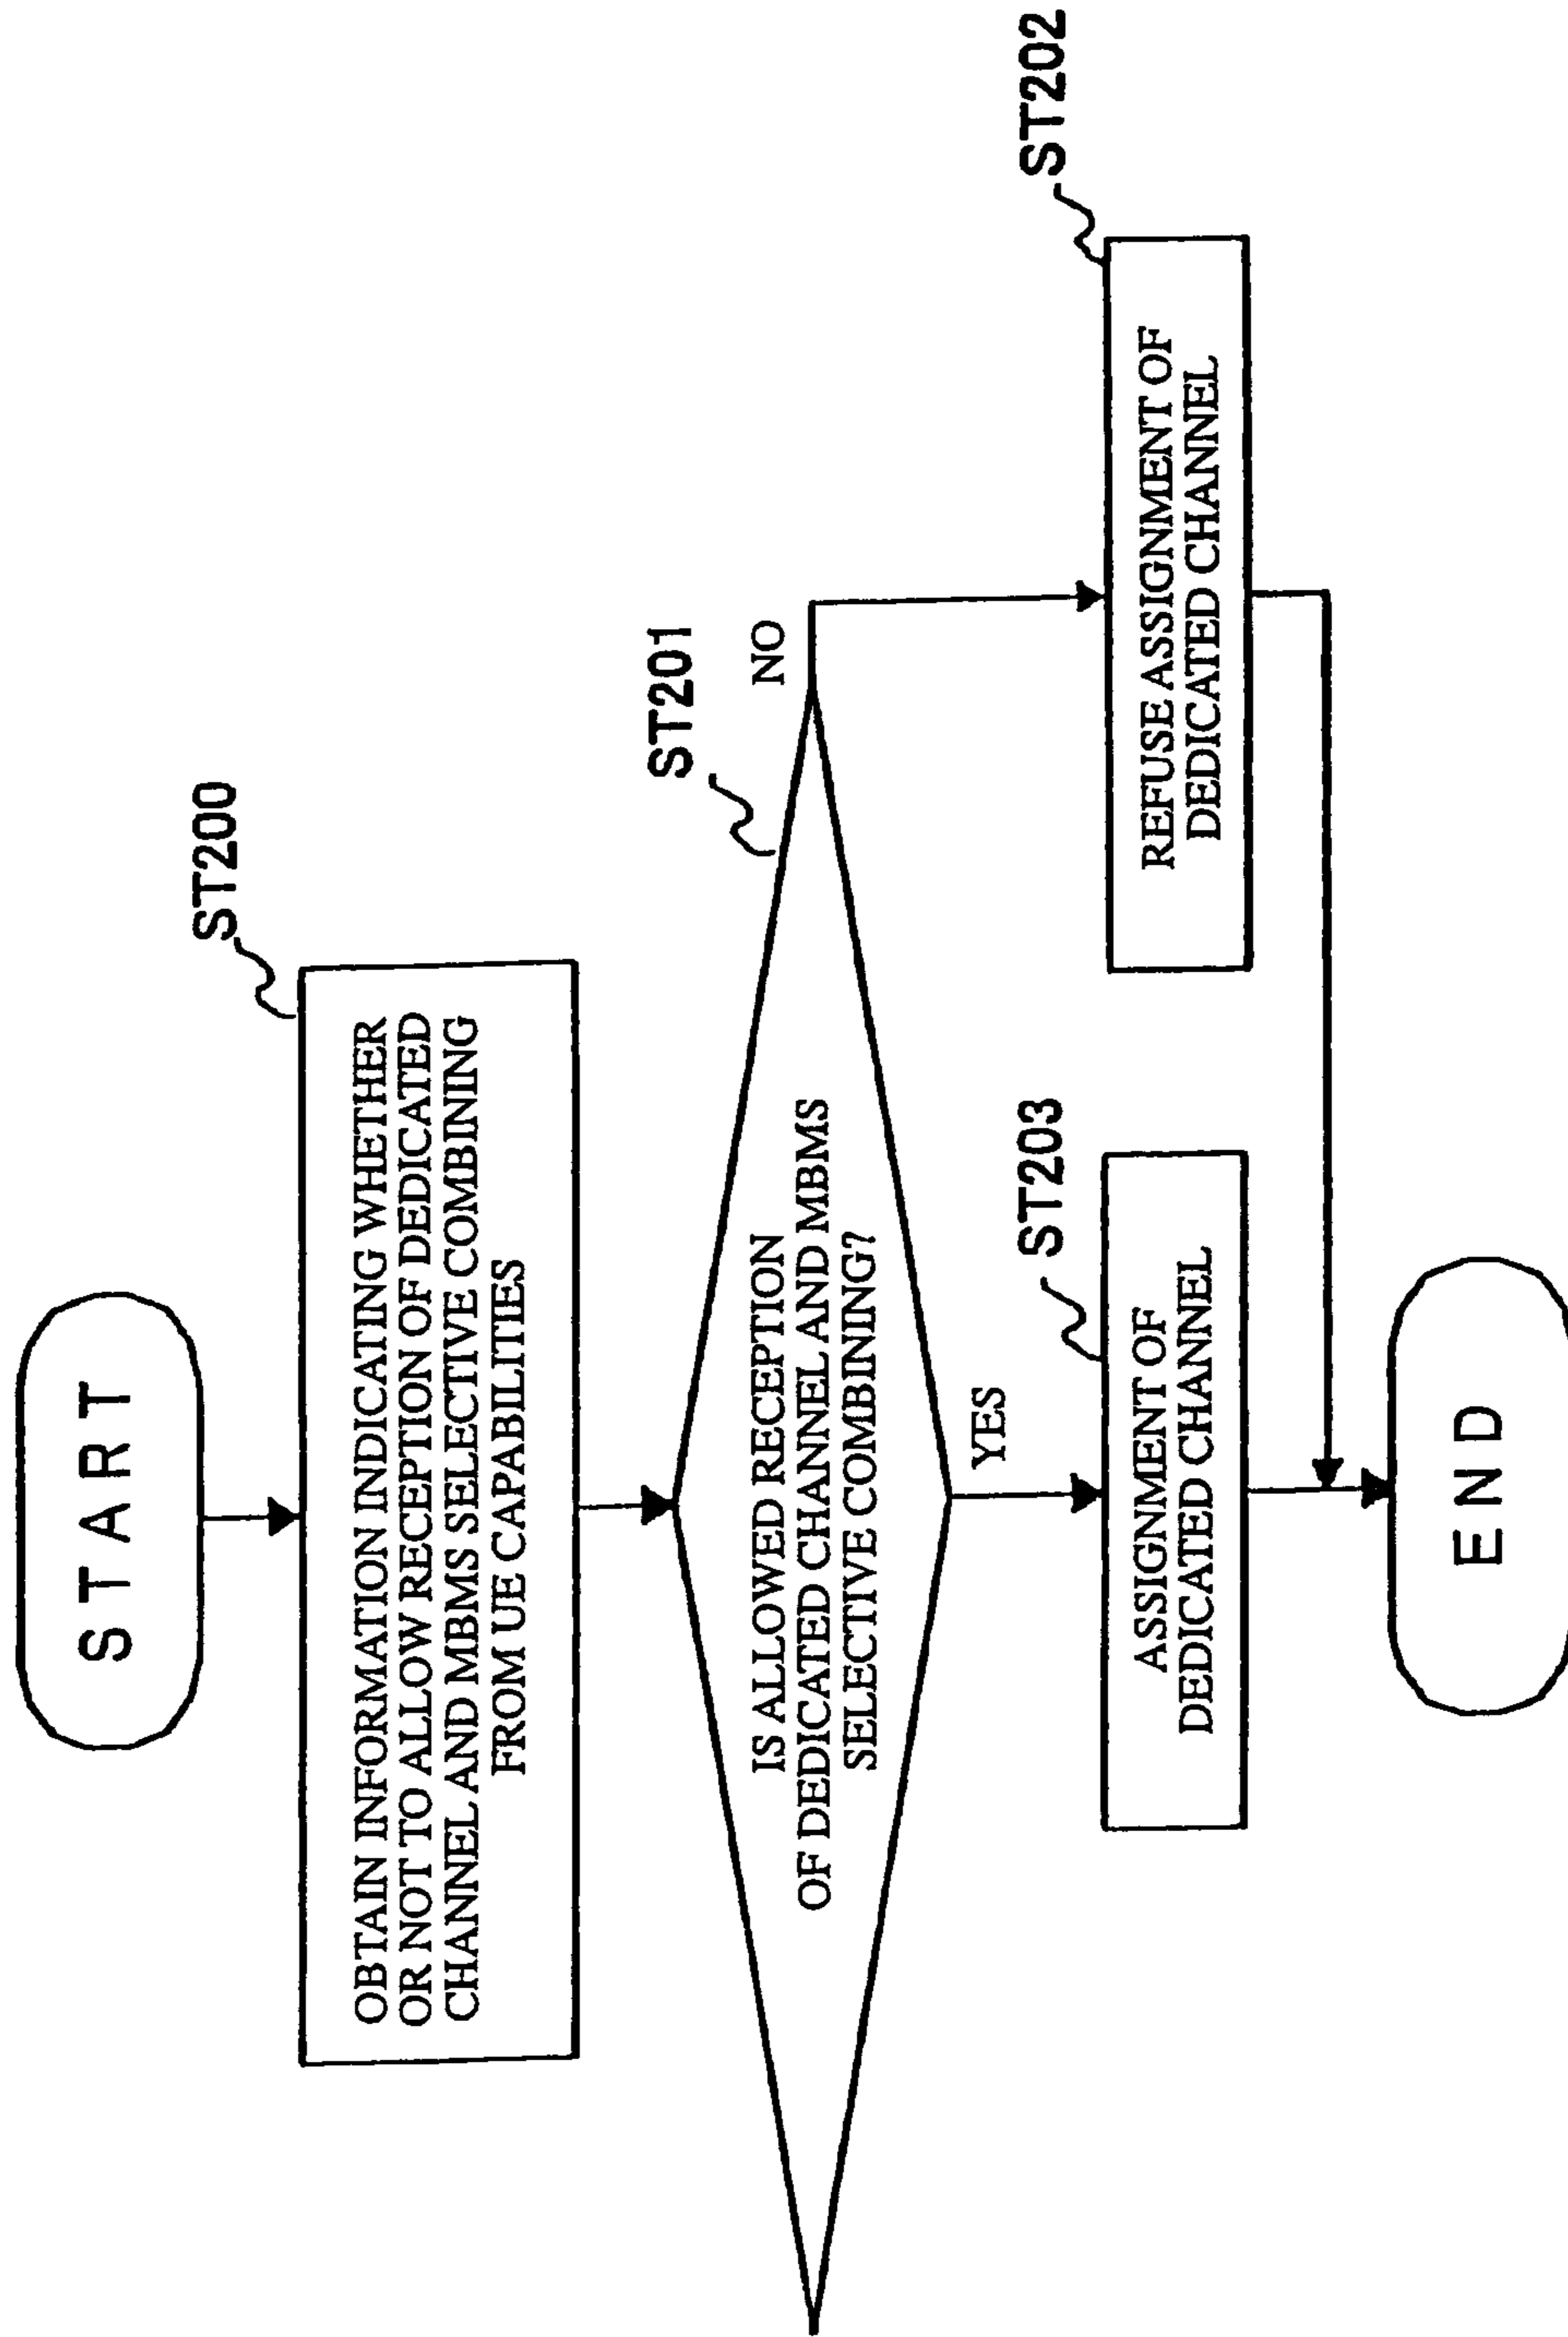 START
ST200
OBTAIN INFORMATION INDICATING WHETHER
OR NOT TO ALLOW RECEPTION OF DEDICATED
CHANNEL AND MBMS SELECTIVE COMBINING
FROM UE CAPABILITIES
ST201
IS ALLOWED RECEPTION
OF DEDICATED CHANNEL AND MBMS
SELECTIVE COMBINING?
NO
YES
ST203
ASSIGNMENT OF
DEDICATED CHANNEL
ST202
REFUSE ASSIGNMENT OF
DEDICATED CHANNEL
END